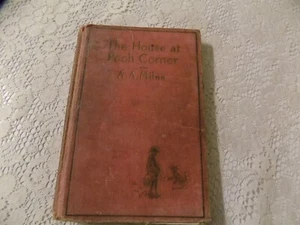 The House at
Pooh Corner
A.A.Milne